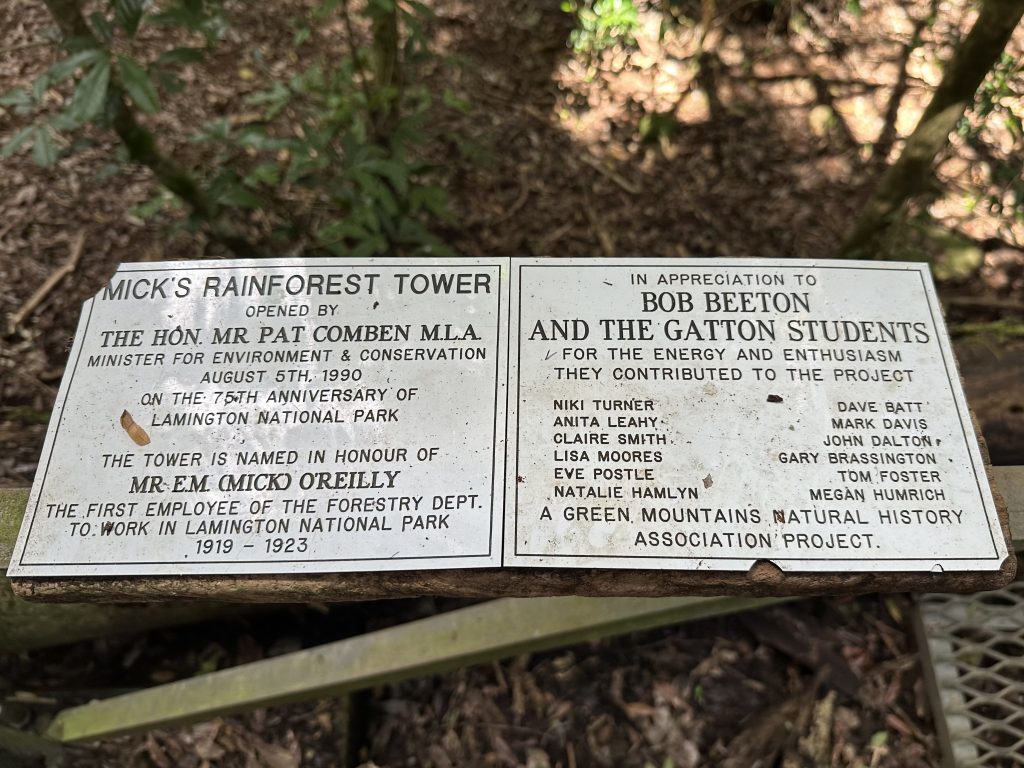 MICK'S RAINFOREST TOWER
OPENED BY
THE HON. MR PAT COMBEN M.L.A.
MINISTER FOR ENVIRONMENT & CONSERVATION
AUGUST 5TH, 1990
ON THE 75TH ANNIVERSARY OF
LAMINGTON NATIONAL PARK
THE TOWER IS NAMED IN HONOUR OF
MR E.M. (MICK) O'REILLY
THE FIRST EMPLOYEE OF THE FORESTRY DEPT.
TO WORK IN LAMINGTON NATIONAL PARK
1919 - 1923
IN APPRECIATION TO
BOB BEETON
AND THE GATTON STUDENTS
FOR THE ENERGY AND ENTHUSIASM
THEY CONTRIBUTED TO THE PROJECT
NIKI TURNER DAVE BATT
ANITA LEAHY MARK DAVIS
CLAIRE SMITH JOHN DALTON
LISA MOORES GARY BRASSINGTON
EVE POSTLE TOM FOSTER
NATALIE HAMLYN MEGAN HUMRICH
A GREEN MOUNTAINS NATURAL HISTORY
ASSOCIATION PROJECT.